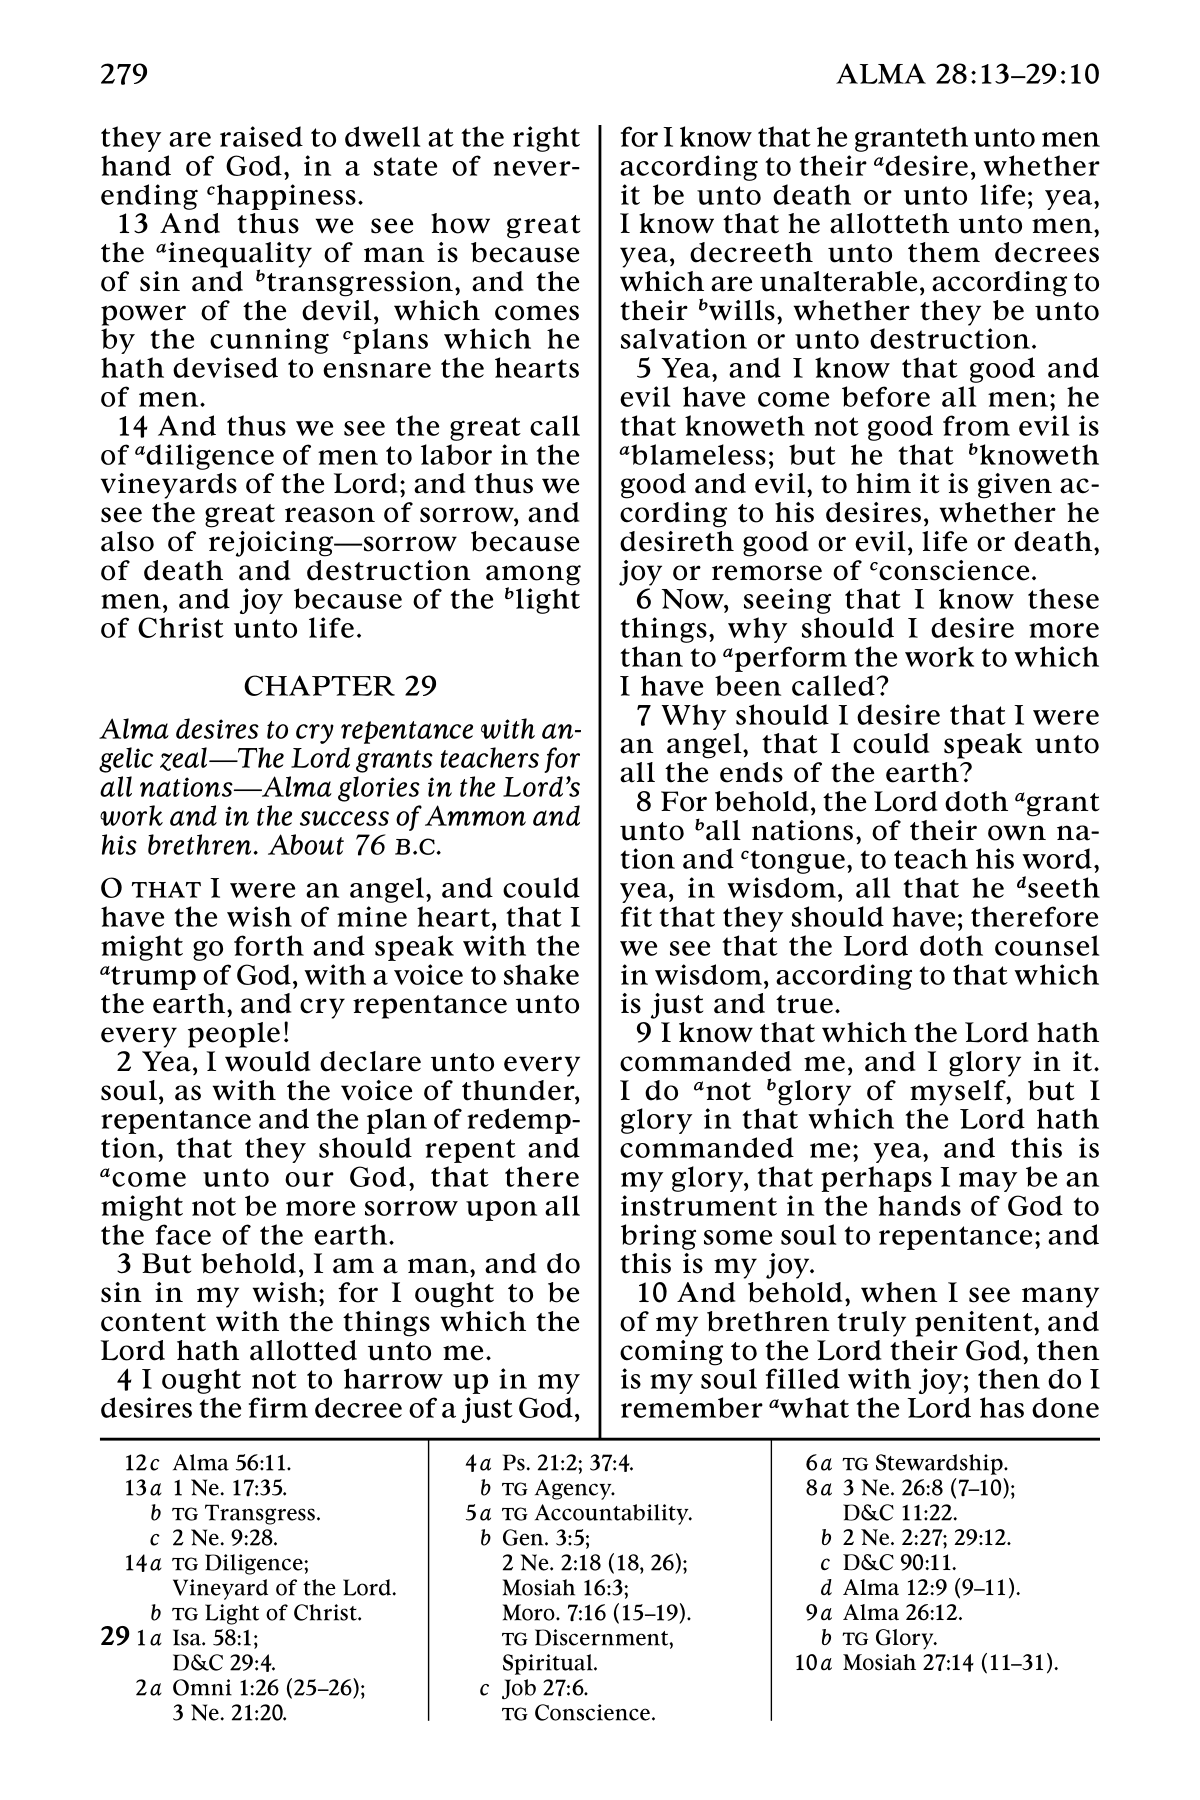 279
ALMA 28:13–29:10
they are raised to dwell at the right
hand of God, in a state of never-
ending chappiness.
13 And thus we see how great
the ainequality of man is because
of sin and btransgression, and the
power of the devil, which comes
by the cunning cplans which he
hath devised to ensnare the hearts
of men.
14 And thus we see the great call
of adiligence of men to labor in the
vineyards of the Lord; and thus we
see the great reason of sorrow, and
also of rejoicing—sorrow because
of death and destruction among
men, and joy because of the blight
of Christ unto life.
CHAPTER 29
Alma desires to cry repentance with an-
gelic zeal—The Lord grants teachers for
all nations—Alma glories in the Lord’s
work and in the success of Ammon and
his brethren. About 76 B.C.
O THAT I were an angel, and could
have the wish of mine heart, that I
might go forth and speak with the
atrump of God, with a voice to shake
the earth, and cry repentance unto
every people!
2 Yea, I would declare unto every
soul, as with the voice of thunder,
repentance and the plan of redemp-
tion, that they should repent and
acome unto our God, that there
might not be more sorrow upon all
the face of the earth.
3 But behold, I am a man, and do
sin in my wish; for I ought to be
content with the things which the
Lord hath allotted unto me.
4 I ought not to harrow up in my
desires the firm decree of a just God,
for I know that he granteth unto men
according to their adesire, whether
it be unto death or unto life; yea,
I know that he allotteth unto men,
yea, decreeth unto them decrees
which are unalterable, according to
their bwills, whether they be unto
salvation or unto destruction.
5 Yea, and I know that good and
evil have come before all men; he
that knoweth not good from evil is
ablameless; but he that bknoweth
good and evil, to him it is given ac-
cording to his desires, whether he
desireth good or evil, life or death,
joy or remorse of cconscience.
6 Now, seeing that I know these
things, why should I desire more
than to aperform the work to which
I have been called?
7 Why should I desire that I were
an angel, that I could speak unto
all the ends of the earth?
8 For behold, the Lord doth agrant
unto ball nations, of their own na-
tion and ctongue, to teach his word,
yea, in wisdom, all that he dseeth
fit that they should have; therefore
we see that the Lord doth counsel
in wisdom, according to that which
is just and true.
9 I know that which the Lord hath
commanded me, and I glory in it.
I do anot bglory of myself, but I
glory in that which the Lord hath
commanded me; yea, and this is
my glory, that perhaps I may be an
instrument in the hands of God to
bring some soul to repentance; and
this is my joy.
10 And behold, when I see many
of my brethren truly penitent, and
coming to the Lord their God, then
is my soul filled with joy; then do I
remember awhat the Lord has done
12c Alma 56:11.
13a 1 Ne. 17:35.
b TG Transgress.
c 2 Ne. 9:28.
14a TG Diligence;
Vineyard of the Lord.
b TG Light of Christ.
29 1a Isa. 58:1;
D&C 29:4.
2a Omni 1:26 (25–26);
3 Ne. 21:20.
4a Ps. 21:2; 37:4.
b TG Agency.
5a TG Accountability.
b Gen. 3:5;
2 Ne. 2:18 (18, 26);
Mosiah 16:3;
Moro. 7:16 (15–19).
TG Discernment,
Spiritual.
c Job 27:6.
TG Conscience.
6a TG Stewardship.
8a 3 Ne. 26:8 (7–10);
D&C 11:22.
b 2 Ne. 2:27; 29:12.
c D&C 90:11.
d Alma 12:9 (9–11).
9a Alma 26:12.
b TG Glory.
10a Mosiah 27:14 (11–31).